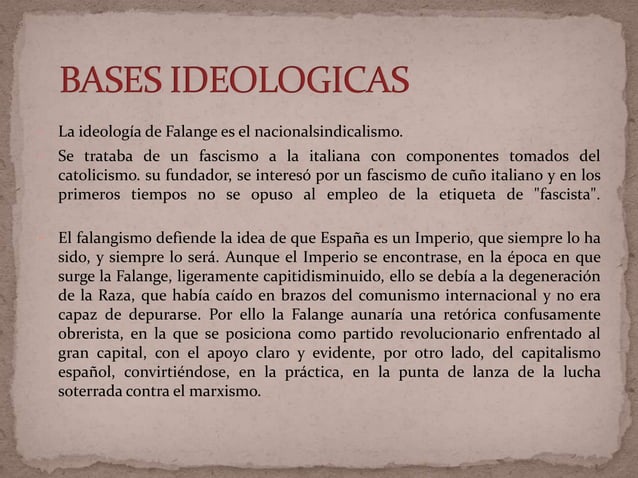 BASES IDEOLOGICAS
La ideología de Falange es el nacionalsindicalismo.
Se trataba de un fascismo a la italiana con componentes tomados del
catolicismo. su fundador, se interesó por un fascismo de cuño italiano y en los
primeros tiempos no se opuso al empleo de la etiqueta de "fascista".
El falangismo defiende la idea de que España es un Imperio, que siempre lo ha
sido, y siempre lo será. Aunque el Imperio se encontrase, en la época en que
surge la Falange, ligeramente capitidisminuido, ello se debía a la degeneración
de la Raza, que había caído en brazos del comunismo internacional y no era
capaz de depurarse. Por ello la Falange aunaría una retórica confusamente
obrerista, en la que se posiciona como partido revolucionario enfrentado al
gran capital, con el apoyo claro y evidente, por otro lado, del capitalismo
español, convirtiéndose, en la práctica, en la punta de lanza de la lucha
soterrada contra el marxismo.